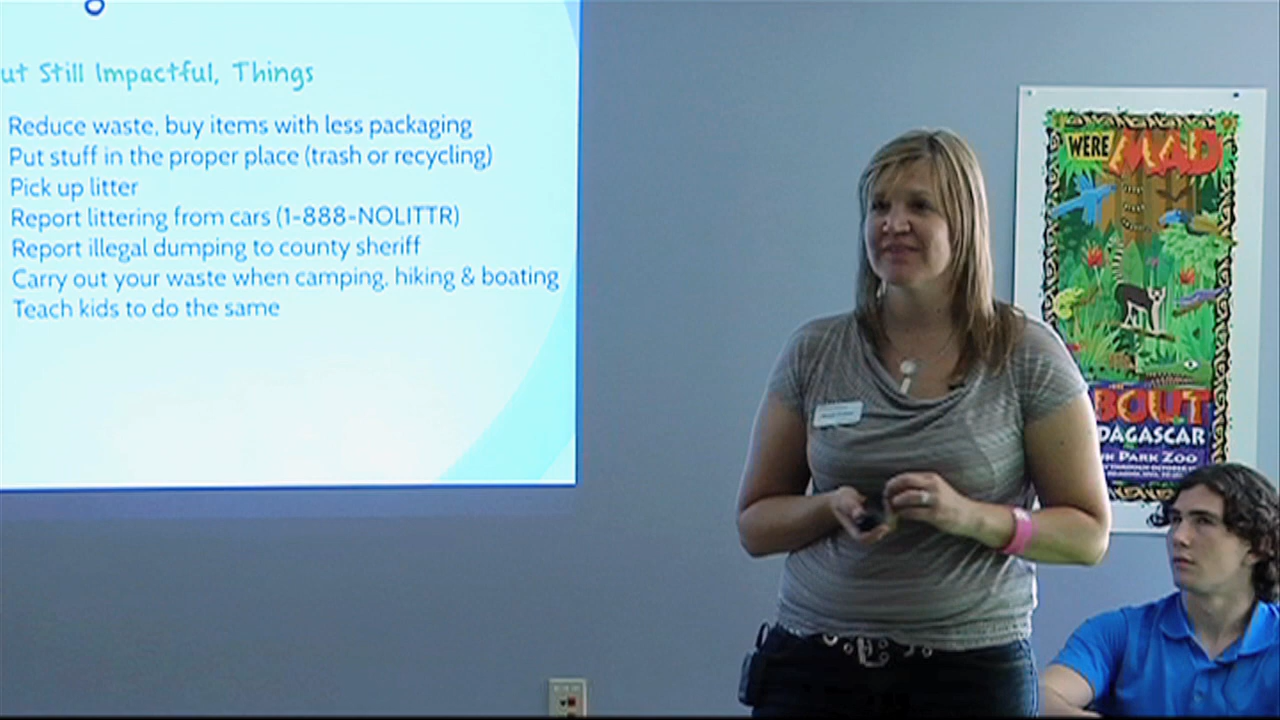 ut Still Impactful, Things
Reduce waste, buy items with less packaging
Put stuff in the proper place (trash or recycling)
Pick up litter
Report littering from cars (1-888-NOLITTR)
Report illegal dumping to county sheriff
Carry out your waste when camping, hiking & boating
Teach kids to do the same
WERE MAD
BOUT
DAGASCAR
WN PARK ZOO